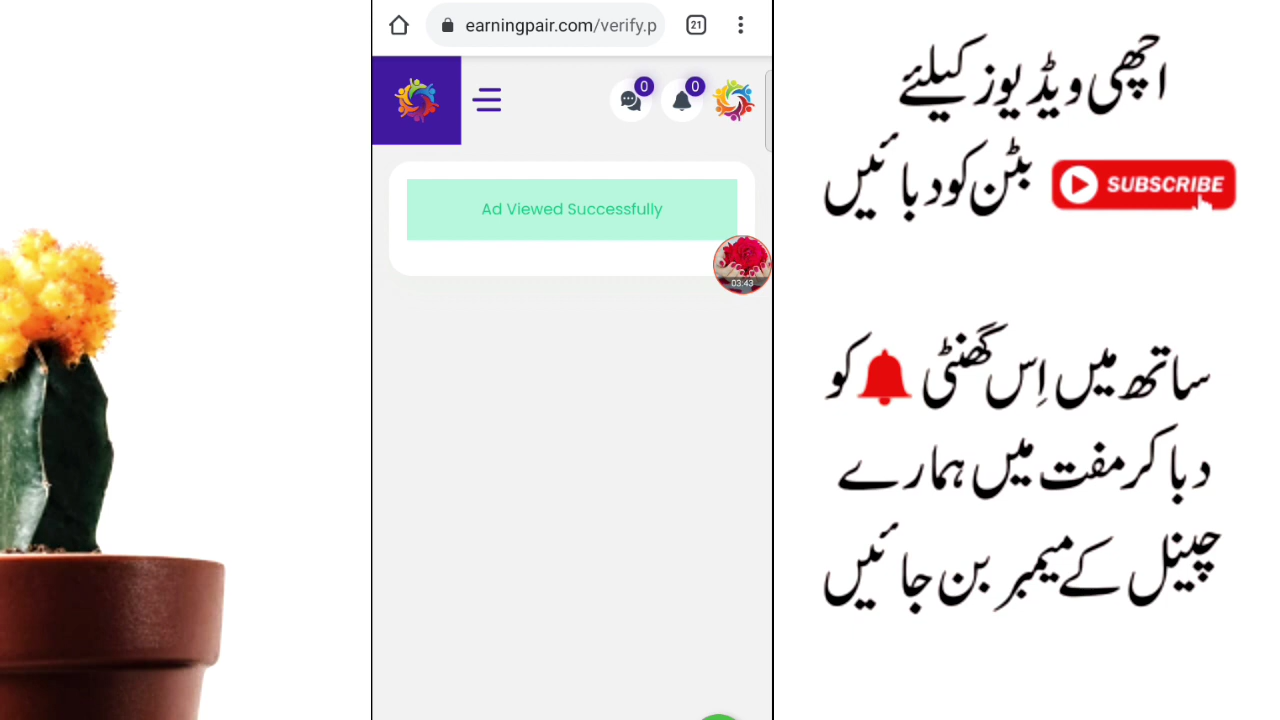 21
earningpair.com/verify.p
0
0
Ad Viewed Successfully
03:43
اچھی ویڈیوز کیلئے
SUBSCRIBE بٹن کو دبائیں
ساتھ میں اِس گھنٹی کو
دبا کر مفت میں ہمارے
چینل کے میمبر بن جائیں